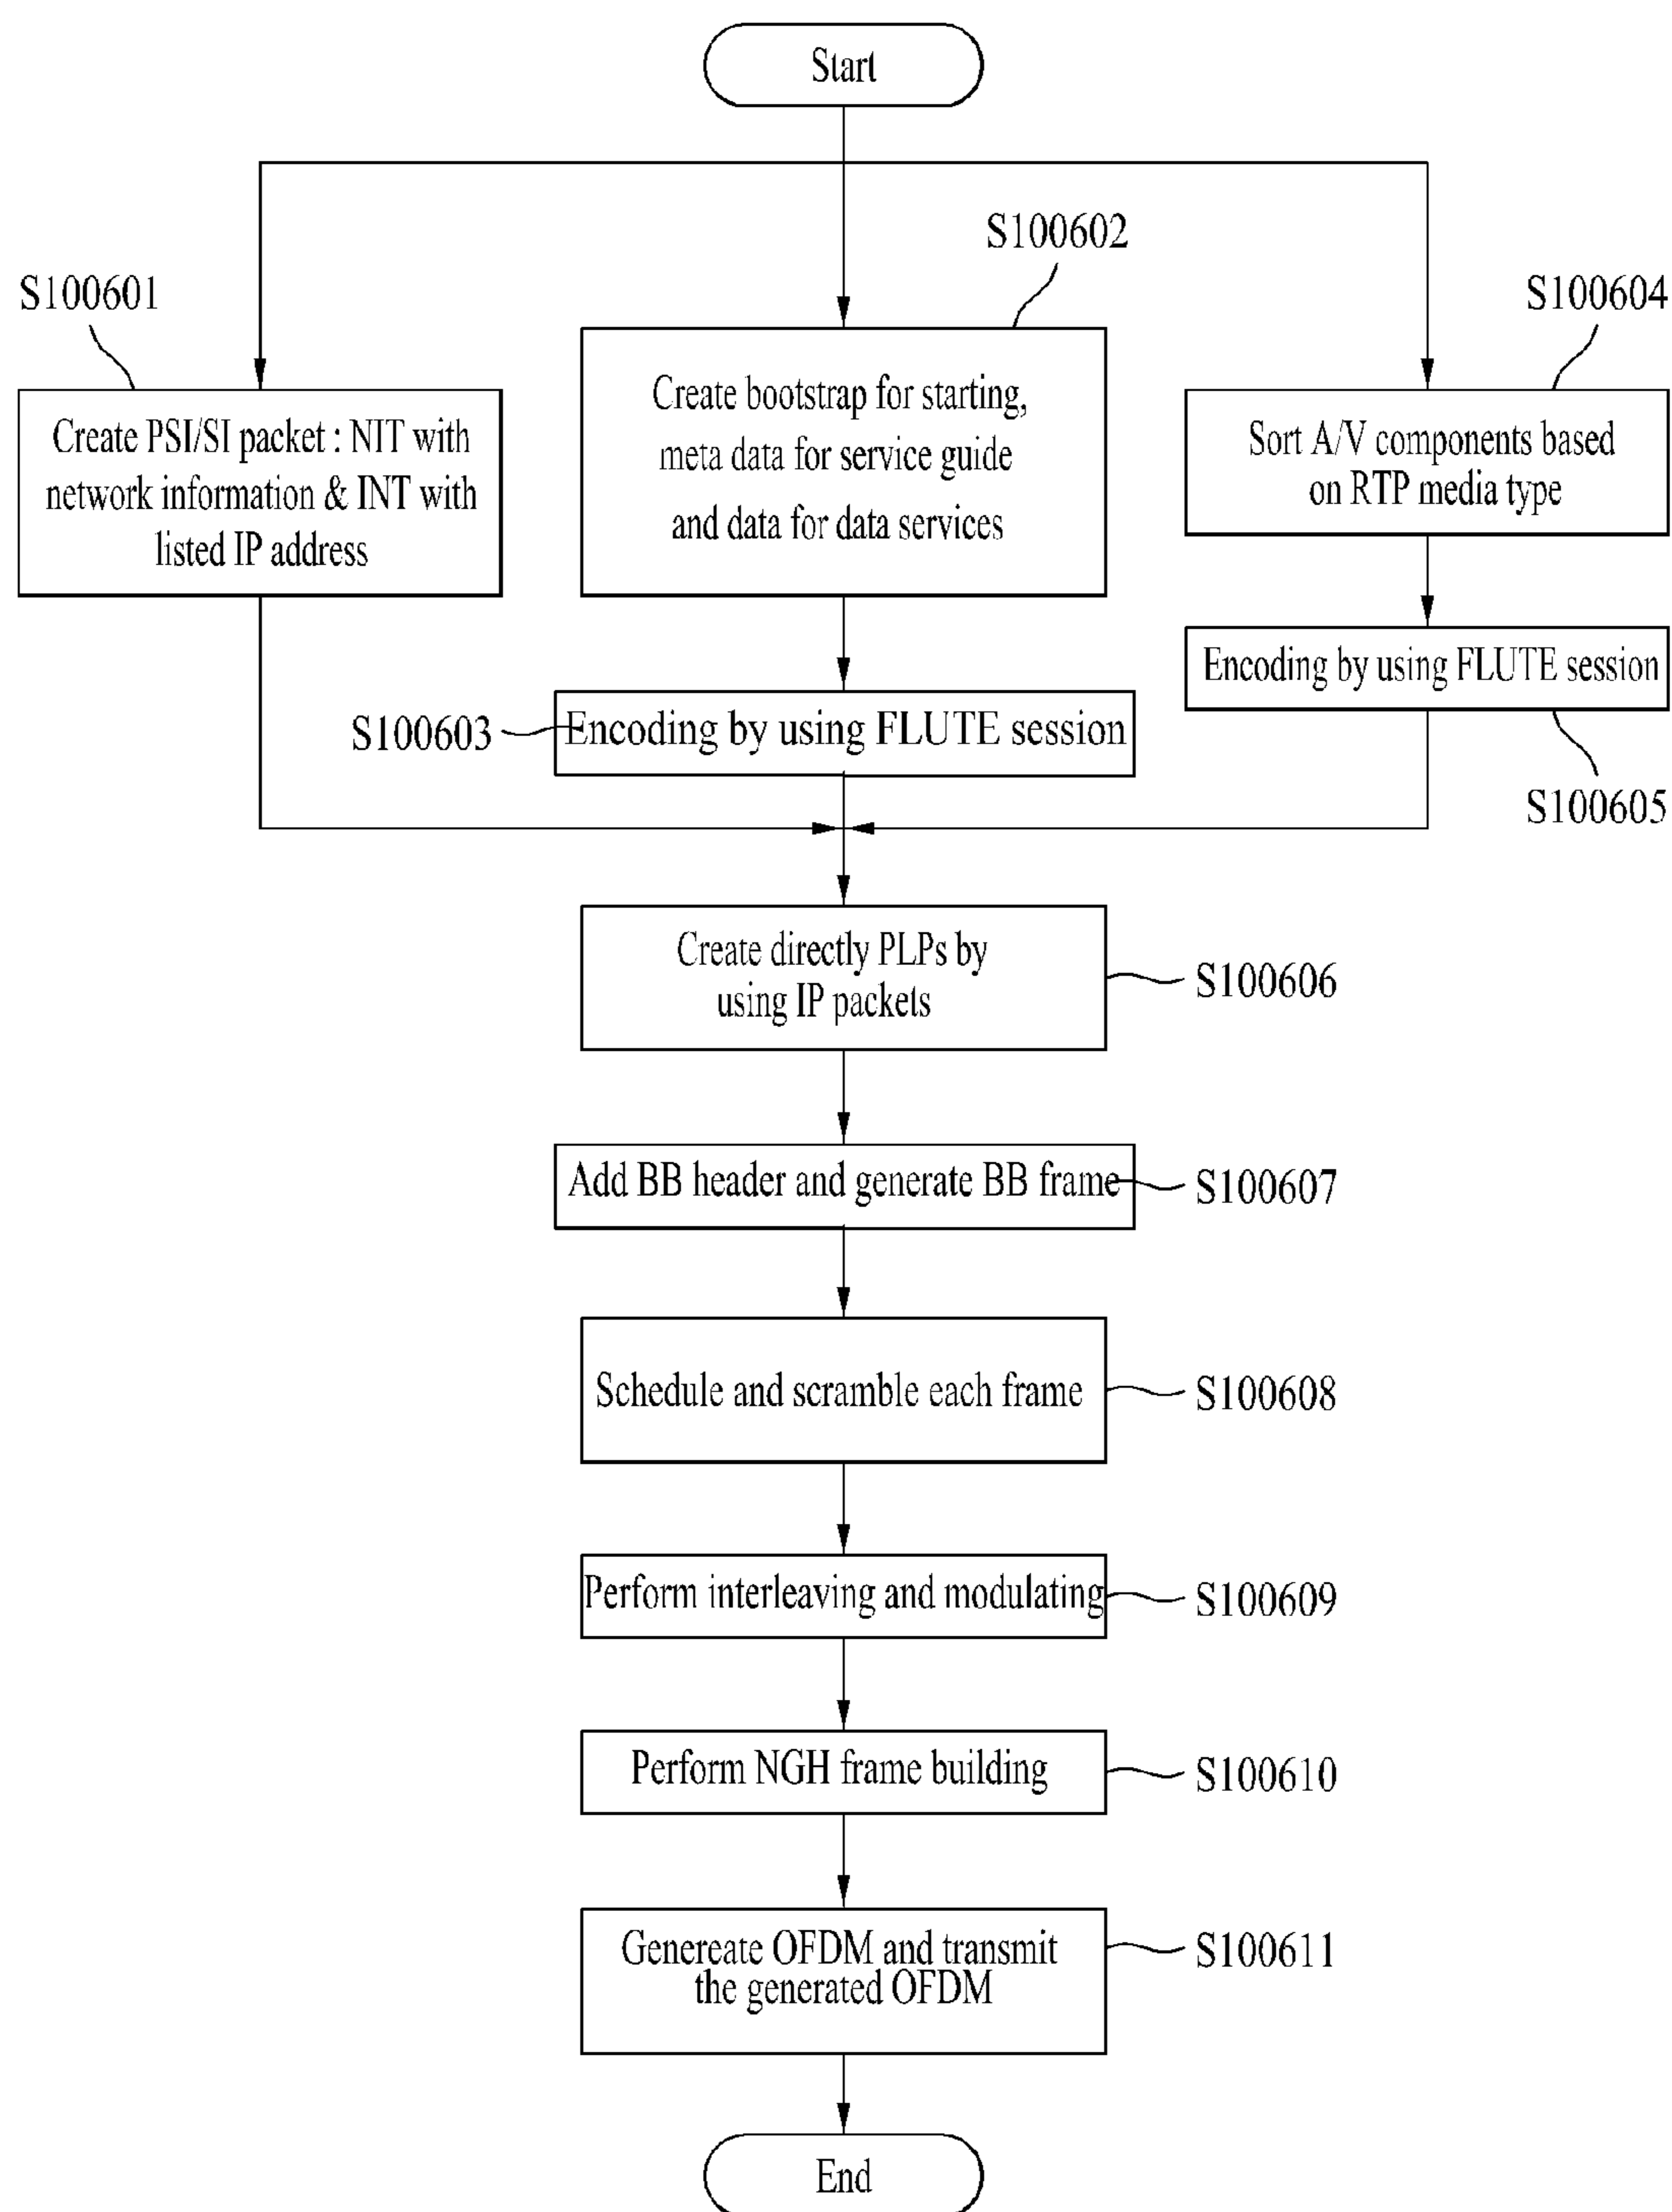 Start
S100601
Create PSI/SI packet : NIT with
network information & INT with
listed IP address
S100602
Create bootstrap for starting,
meta data for service guide
and data for data services
S100603
Encoding by using FLUTE session
S100604
Sort A/V components based
on RTP media type
Encoding by using FLUTE session
S100605
Create directly PLPs by
using IP packets
S100606
Add BB header and generate BB frame
S100607
Schedule and scramble each frame
S100608
Perform interleaving and modulating
S100609
Perform NGH frame building
S100610
Genereate OFDM and transmit
the generated OFDM
S100611
End